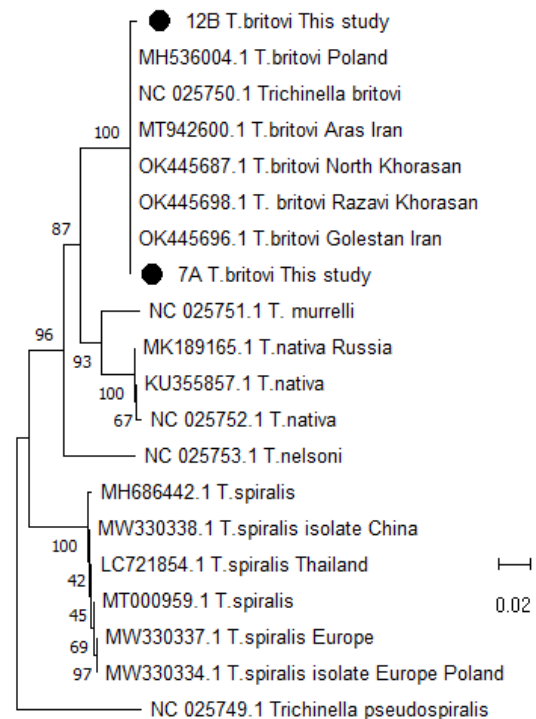 12B T.britovi This study
MH536004.1 T.britovi Poland
NC 025750.1 Trichinella britovi
100
MT942600.1 T.britovi Aras Iran
OK445687.1 T.britovi North Khorasan
OK445698.1 T. britovi Razavi Khorasan
87
OK445696.1 T.britovi Golestan Iran
7A T.britovi This study
NC 025751.1 T. murrelli
96
MK189165.1 T.nativa Russia
93
KU355857.1 T.nativa
100
NC 025752.1 T.nativa
67
NC 025753.1 T.nelsoni
MH686442.1 T.spiralis
MW330338.1 T.spiralis isolate China
100
LC721854.1 T.spiralis Thailand
42
MT000959.1 T.spiralis
0.02
45
MW330337.1 T.spiralis Europe
69
MW330334.1 T.spiralis isolate Europe Poland
97
NC 025749.1 Trichinella pseudospiralis